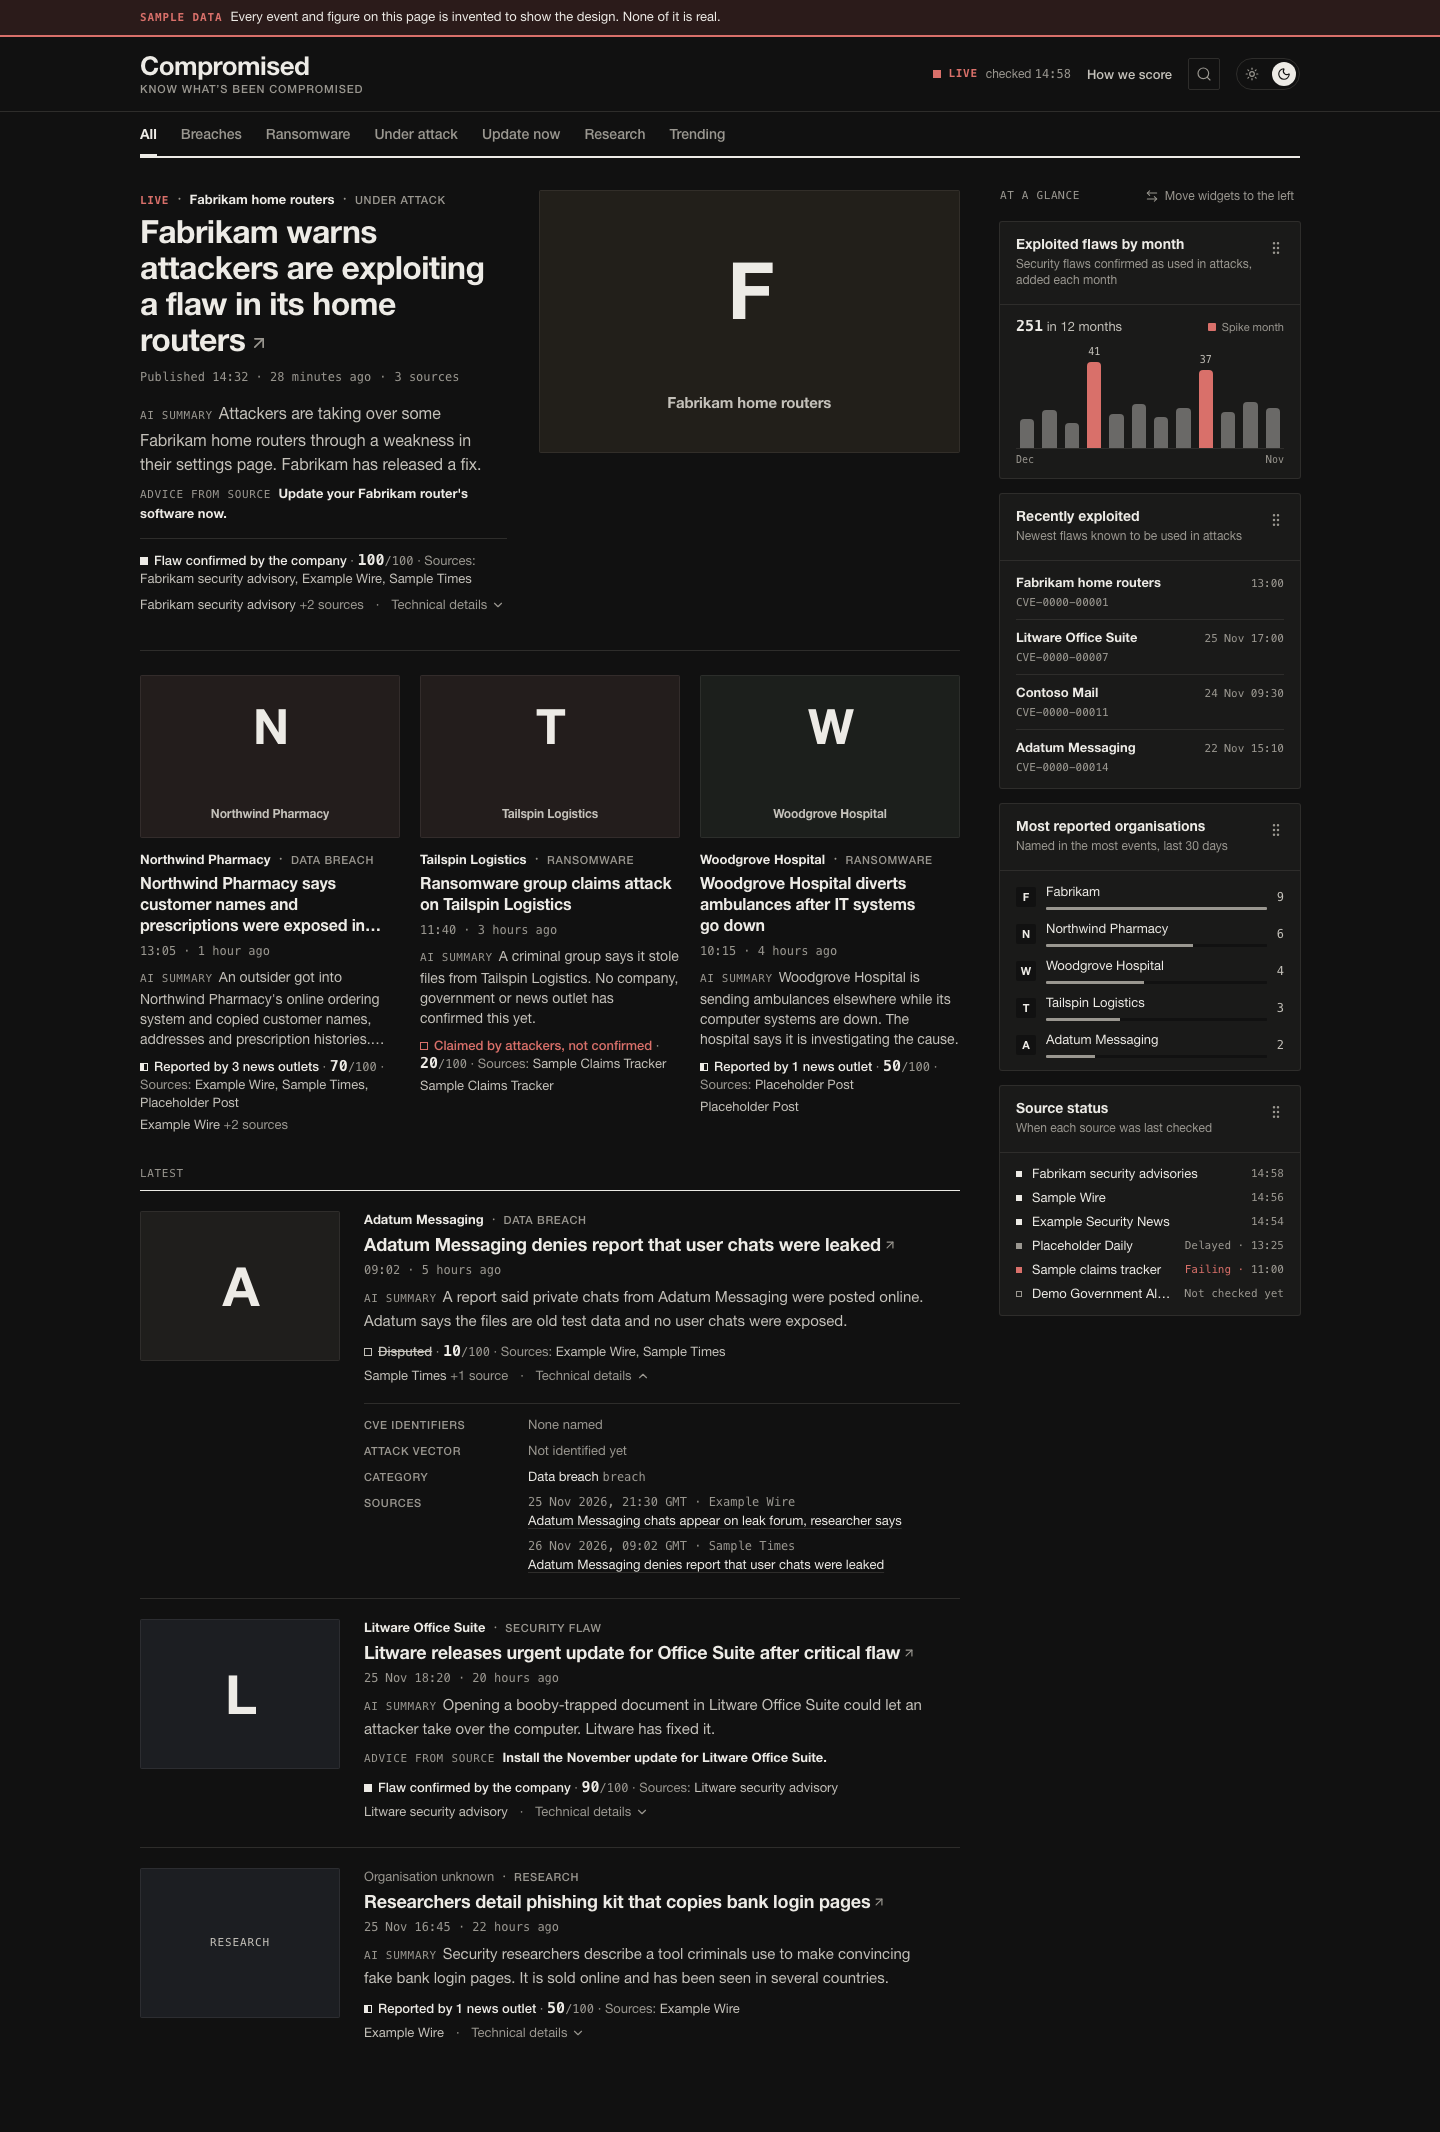 SAMPLE DATA Every event and figure on this page is invented to show the design. None of it is real.
Compromised
KNOW WHAT'S BEEN COMPROMISED
LIVE checked 14:58 How we score
All Breaches Ransomware Under attack Update now Research Trending
LIVE · Fabrikam home routers · UNDER ATTACK
Fabrikam warns
attackers are exploiting
a flaw in its home
routers
Published 14:32 · 28 minutes ago · 3 sources
AI SUMMARY Attackers are taking over some
Fabrikam home routers through a weakness in
their settings page. Fabrikam has released a fix.
ADVICE FROM SOURCE Update your Fabrikam router's
software now.
Flaw confirmed by the company · 100/100 · Sources:
Fabrikam security advisory, Example Wire, Sample Times
Fabrikam security advisory +2 sources · Technical details
F
Fabrikam home routers
N
Northwind Pharmacy
Northwind Pharmacy · DATA BREACH
Northwind Pharmacy says
customer names and
prescriptions were exposed in…
13:05 · 1 hour ago
AI SUMMARY An outsider got into
Northwind Pharmacy's online ordering
system and copied customer names,
addresses and prescription histories.…
Reported by 3 news outlets · 70/100 ·
Sources: Example Wire, Sample Times,
Placeholder Post
Example Wire +2 sources
T
Tailspin Logistics
Tailspin Logistics · RANSOMWARE
Ransomware group claims attack
on Tailspin Logistics
11:40 · 3 hours ago
AI SUMMARY A criminal group says it stole
files from Tailspin Logistics. No company,
government or news outlet has
confirmed this yet.
Claimed by attackers, not confirmed ·
20/100 · Sources: Sample Claims Tracker
Sample Claims Tracker
W
Woodgrove Hospital
Woodgrove Hospital · RANSOMWARE
Woodgrove Hospital diverts
ambulances after IT systems
go down
10:15 · 4 hours ago
AI SUMMARY Woodgrove Hospital is
sending ambulances elsewhere while its
computer systems are down. The
hospital says it is investigating the cause.
Reported by 1 news outlet · 50/100 ·
Sources: Placeholder Post
Placeholder Post
LATEST
A
Adatum Messaging · DATA BREACH
Adatum Messaging denies report that user chats were leaked
09:02 · 5 hours ago
AI SUMMARY A report said private chats from Adatum Messaging were posted online.
Adatum says the files are old test data and no user chats were exposed.
Disputed · 10/100 · Sources: Example Wire, Sample Times
Sample Times +1 source · Technical details
CVE IDENTIFIERS None named
ATTACK VECTOR Not identified yet
CATEGORY Data breach breach
SOURCES 25 Nov 2026, 21:30 GMT · Example Wire
Adatum Messaging chats appear on leak forum, researcher says
26 Nov 2026, 09:02 GMT · Sample Times
Adatum Messaging denies report that user chats were leaked
L
Litware Office Suite · SECURITY FLAW
Litware releases urgent update for Office Suite after critical flaw
25 Nov 18:20 · 20 hours ago
AI SUMMARY Opening a booby-trapped document in Litware Office Suite could let an
attacker take over the computer. Litware has fixed it.
ADVICE FROM SOURCE Install the November update for Litware Office Suite.
Flaw confirmed by the company · 90/100 · Sources: Litware security advisory
Litware security advisory · Technical details
RESEARCH
Organisation unknown · RESEARCH
Researchers detail phishing kit that copies bank login pages
25 Nov 16:45 · 22 hours ago
AI SUMMARY Security researchers describe a tool criminals use to make convincing
fake bank login pages. It is sold online and has been seen in several countries.
Reported by 1 news outlet · 50/100 · Sources: Example Wire
Example Wire · Technical details
AT A GLANCE Move widgets to the left
Exploited flaws by month
Security flaws confirmed as used in attacks,
added each month
251 in 12 months Spike month
41
37
Dec Nov
Recently exploited
Newest flaws known to be used in attacks
Fabrikam home routers 13:00
CVE-0000-00001
Litware Office Suite 25 Nov 17:00
CVE-0000-00007
Contoso Mail 24 Nov 09:30
CVE-0000-00011
Adatum Messaging 22 Nov 15:10
CVE-0000-00014
Most reported organisations
Named in the most events, last 30 days
F Fabrikam 9
N Northwind Pharmacy 6
W Woodgrove Hospital 4
T Tailspin Logistics 3
A Adatum Messaging 2
Source status
When each source was last checked
Fabrikam security advisories 14:58
Sample Wire 14:56
Example Security News 14:54
Placeholder Daily Delayed · 13:25
Sample claims tracker Failing · 11:00
Demo Government Al… Not checked yet